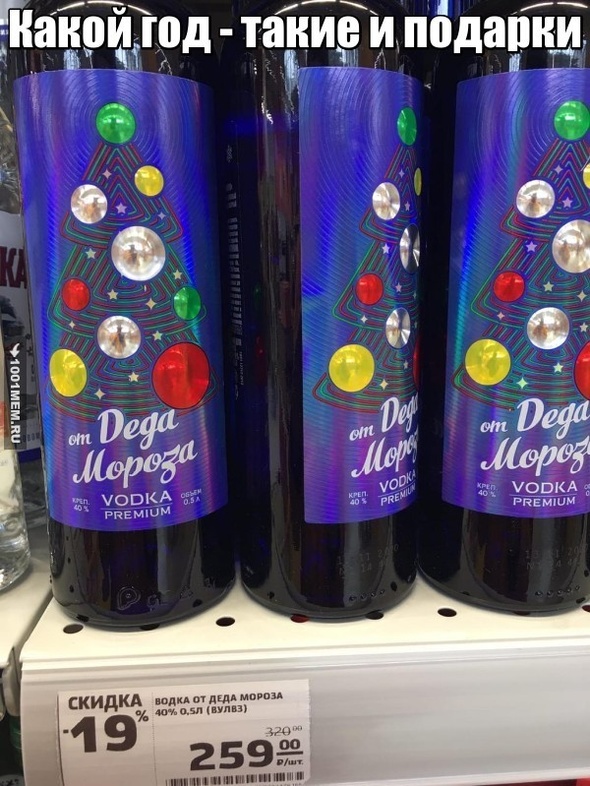 Какой год - такие и подарки
КА
1001MEM.RU
от Деда
Мороза
КРЕП.
40 %
VODKA
PREMIUM
ОБЪЕМ
0.5 Л
от Деда
Мороза
КРЕП.
40 %
VODKA
PREMIUM
от Деда
Мороз
КРЕП.
40 %
VODKA
PREMIUM
СКИДКА
-19%
ВОДКА ОТ ДЕДА МОРОЗА
40% 0,5Л (ВУЛВЗ)
320 00
259 00
₽/шт.